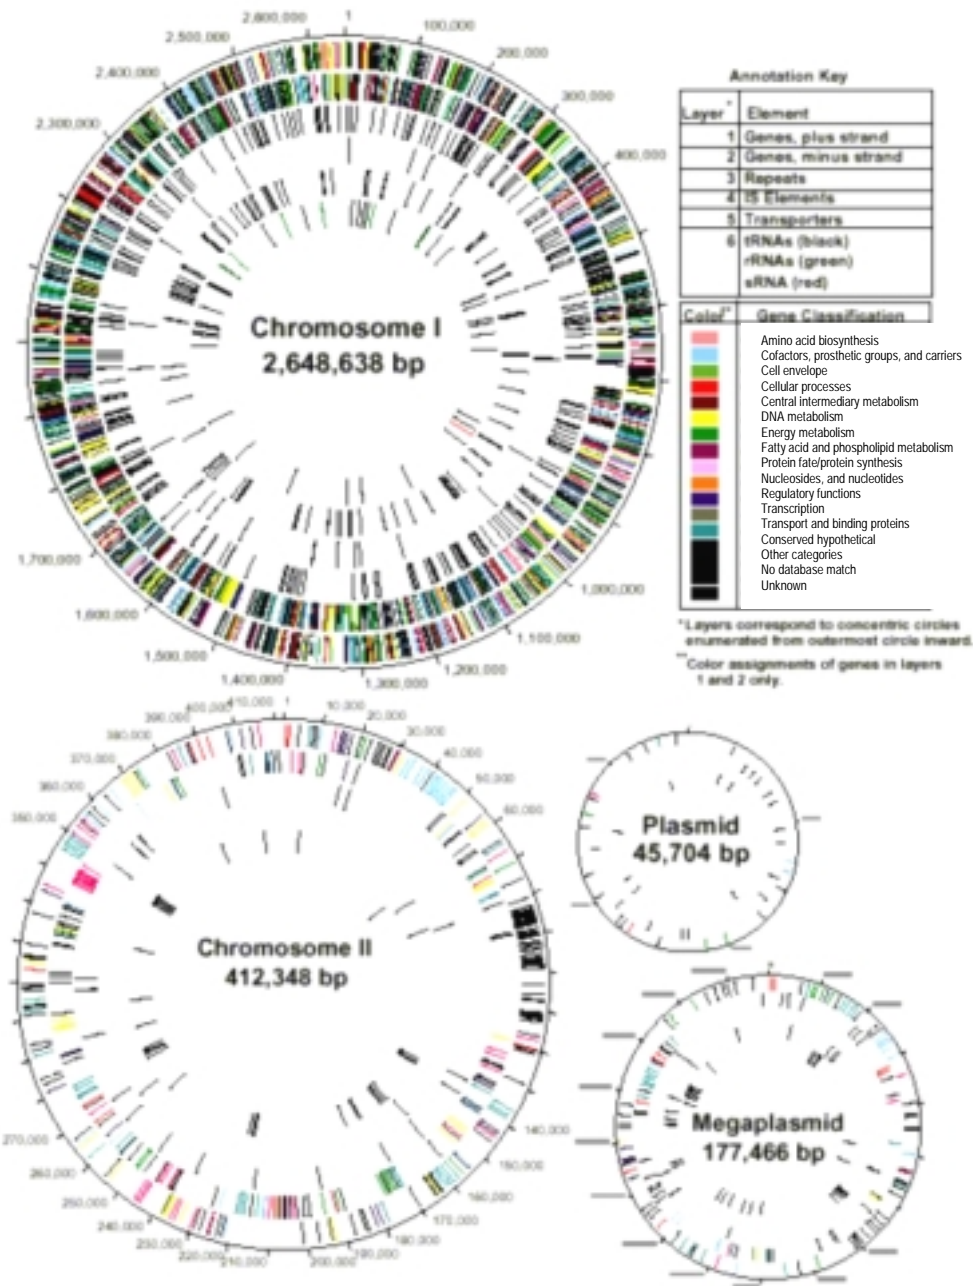 2,600,000
1
2,500,000
100,000
2,400,000
200,000
2,300,000
300,000
400,000
Chromosome I
2,648,638 bp
1,700,000
1,600,000
1,500,000
1,400,000
1,300,000
1,200,000
1,100,000
1,000,000
Annotation Key
Layer* Element
1 Genes, plus strand
2 Genes, minus strand
3 Repeats
4 IS Elements
5 Transporters
6 tRNAs (black)
rRNAs (green)
sRNA (red)
Color** Gene Classification
Amino acid biosynthesis
Cofactors, prosthetic groups, and carriers
Cell envelope
Cellular processes
Central intermediary metabolism
DNA metabolism
Energy metabolism
Fatty acid and phospholipid metabolism
Protein fate/protein synthesis
Nucleosides, and nucleotides
Regulatory functions
Transcription
Transport and binding proteins
Conserved hypothetical
Other categories
No database match
Unknown
*Layers correspond to concentric circles
enumerated from outermost circle inward.
**Color assignments of genes in layers
1 and 2 only.
410,000
1
10,000
400,000
20,000
390,000
30,000
380,000
40,000
370,000
50,000
360,000
60,000
350,000
Chromosome II
412,348 bp
270,000
140,000
260,000
150,000
250,000
160,000
240,000
170,000
230,000
180,000
220,000
190,000
210,000
200,000
Plasmid
45,704 bp
Megaplasmid
177,466 bp